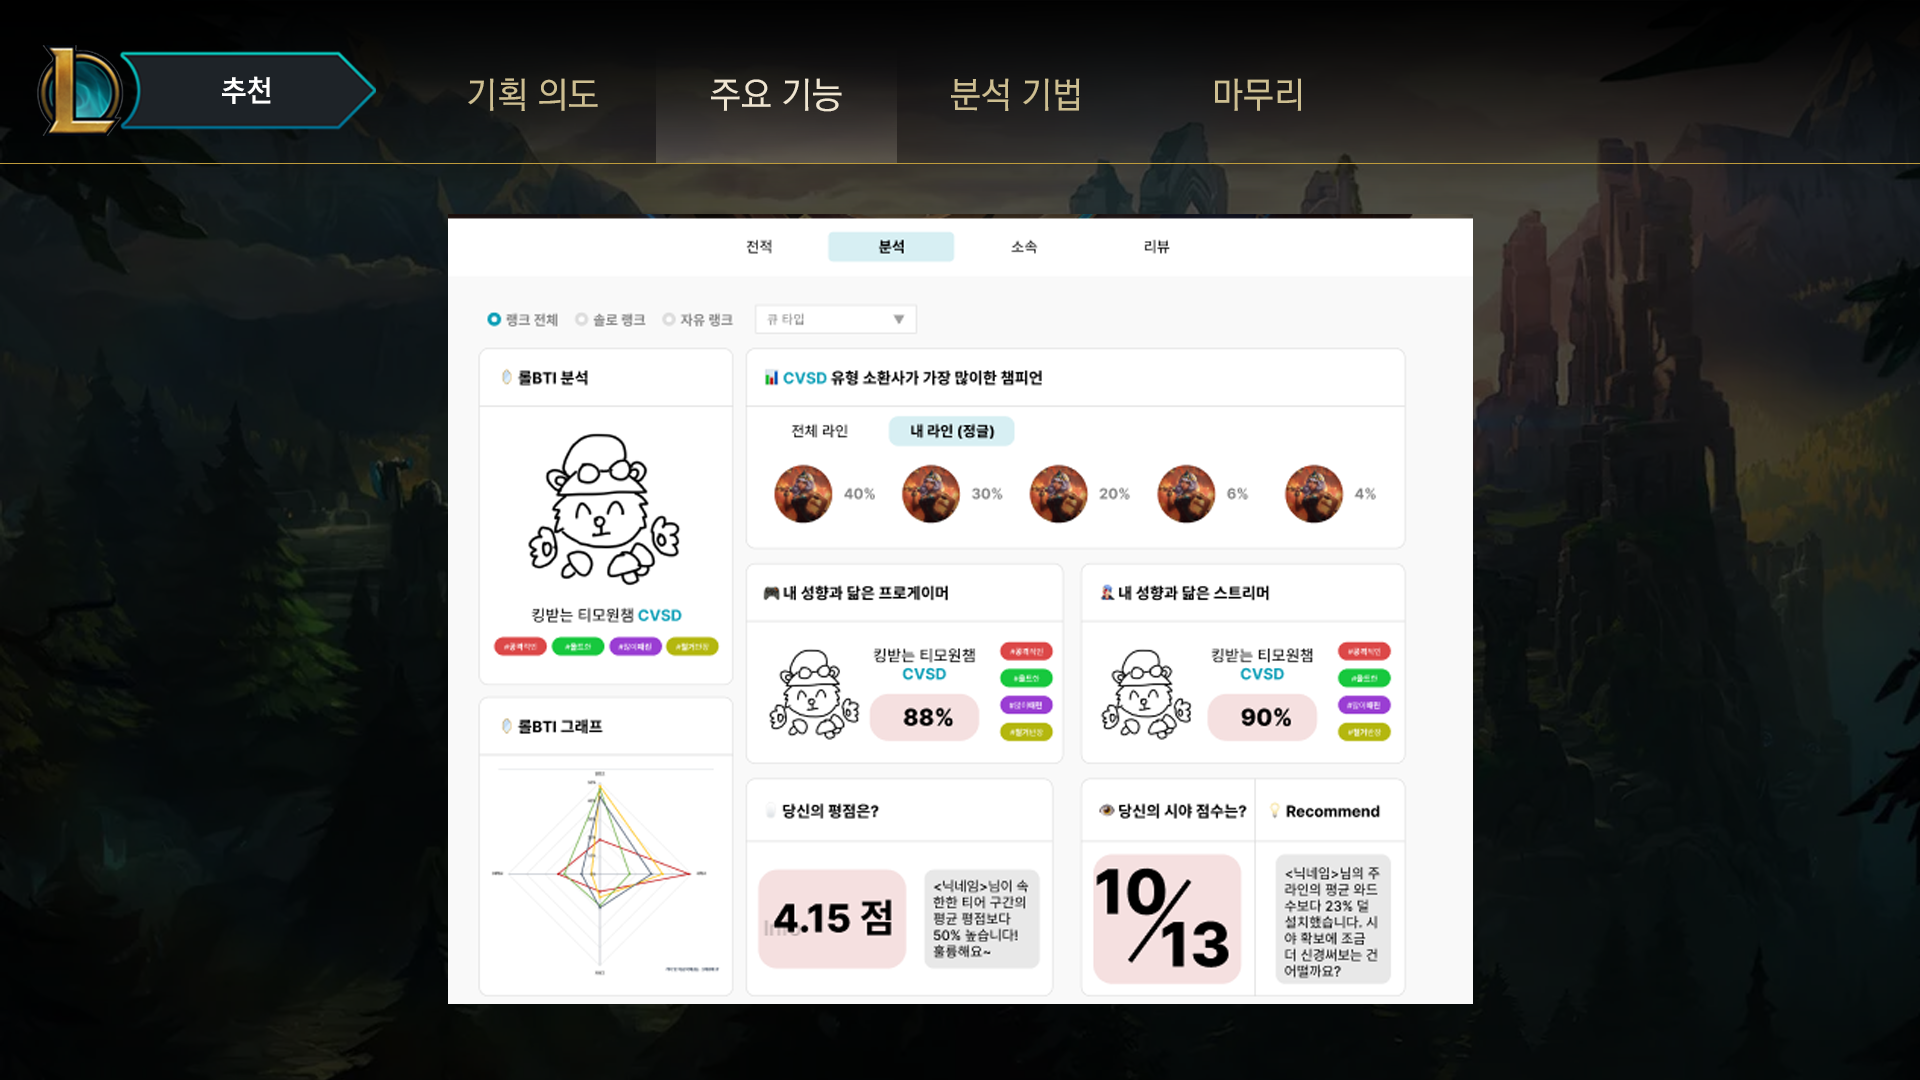 추천
기획 의도
주요 기능
분석 기법
마무리
전적
분석
소속
리뷰
랭크 전체
솔로 랭크
자유 랭크
큐 타입
롤BTI 분석
킹받는 티모원챔 CVSD
CVSD 유형 소환사가 가장 많이한 챔피언
전체 라인
내 라인 (정글)
40%
30%
20%
6%
4%
내 성향과 닮은 프로게이머
킹받는 티모원챔
CVSD
88%
내 성향과 닮은 스트리머
킹받는 티모원챔
CVSD
90%
롤BTI 그래프
당신의 평점은?
4.15 점
<닉네임>님이 속
한한 티어 구간의
평균 평점보다
50% 높습니다!
훌륭해요~
당신의 시야 점수는?
10/13
Recommend
<닉네임>님의 주
라인의 평균 와드
수보다 23% 덜
설치했습니다. 시
야 확보에 조금
더 신경써보는 건
어떨까요?